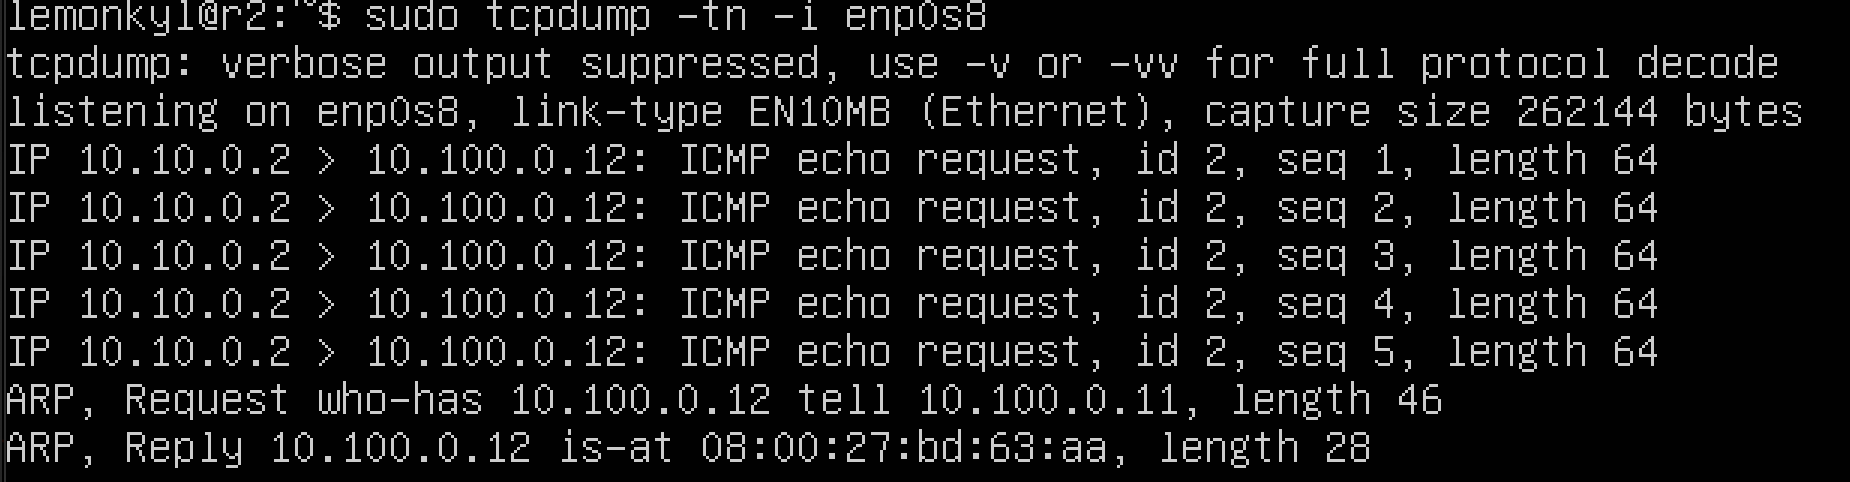 lemonkyl@r2:~$ sudo tcpdump -tn -i enp0s8
tcpdump: verbose output suppressed, use -v or -vv for full protocol decode
listening on enp0s8, link-type EN10MB (Ethernet), capture size 262144 bytes
IP 10.10.0.2 > 10.100.0.12: ICMP echo request, id 2, seq 1, length 64
IP 10.10.0.2 > 10.100.0.12: ICMP echo request, id 2, seq 2, length 64
IP 10.10.0.2 > 10.100.0.12: ICMP echo request, id 2, seq 3, length 64
IP 10.10.0.2 > 10.100.0.12: ICMP echo request, id 2, seq 4, length 64
IP 10.10.0.2 > 10.100.0.12: ICMP echo request, id 2, seq 5, length 64
ARP, Request who-has 10.100.0.12 tell 10.100.0.11, length 46
ARP, Reply 10.100.0.12 is-at 08:00:27:bd:63:aa, length 28